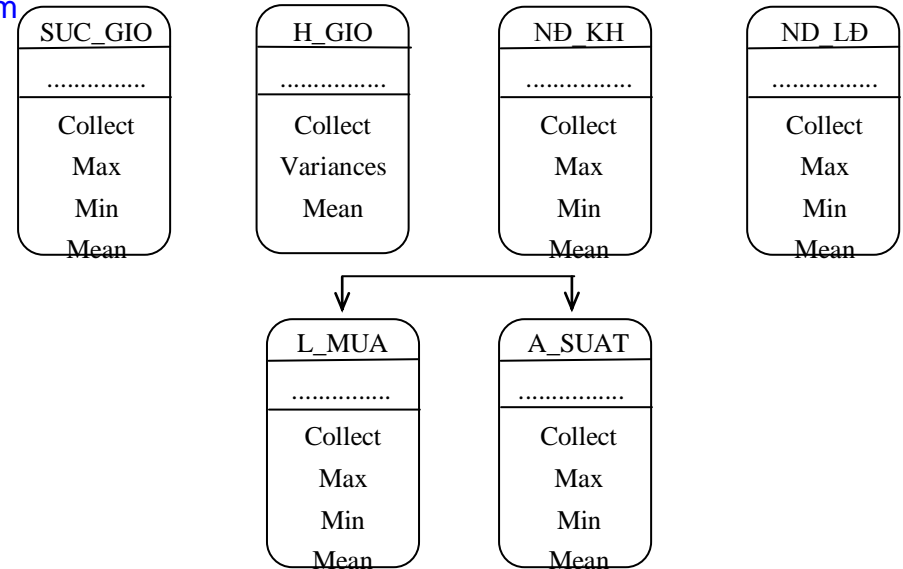 m
SUC_GIO
...............
Collect
Max
Min
Mean
H_GIO
................
Collect
Variances
Mean
NĐ_KH
................
Collect
Max
Min
Mean
ND_LĐ
................
Collect
Max
Min
Mean
L_MUA
...............
Collect
Max
Min
Mean
A_SUAT
................
Collect
Max
Min
Mean